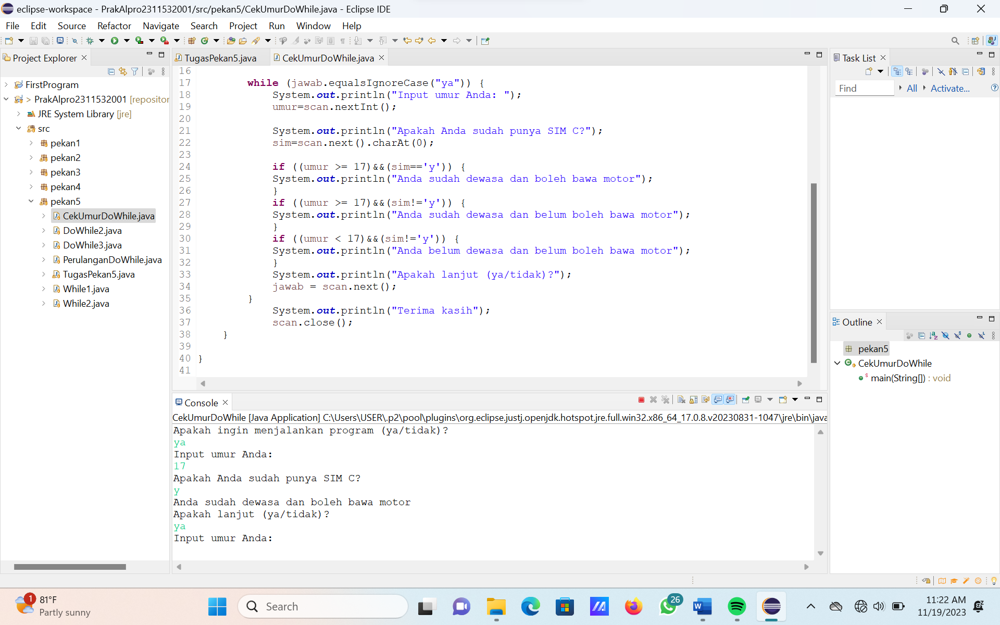 eclipse-workspace - PrakAlpro2311532001/src/pekan5/CekUmurDoWhile.java - Eclipse IDE
File Edit Source Refactor Navigate Search Project Run Window Help
Project Explorer
FirstProgram
> PrakAlpro2311532001 [repositor
JRE System Library [jre]
src
pekan1
pekan2
pekan3
pekan4
pekan5
CekUmurDoWhile.java
DoWhile2.java
DoWhile3.java
PerulanganDoWhile.java
TugasPekan5.java
While1.java
While2.java
TugasPekan5.java CekUmurDoWhile.java
16
17 while (jawab.equalsIgnoreCase("ya")) {
18 System.out.println("Input umur Anda: ");
19 umur=scan.nextInt();
20
21 System.out.println("Apakah Anda sudah punya SIM C?");
22 sim=scan.next().charAt(0);
23
24 if ((umur >= 17)&&(sim=='y')) {
25 System.out.println("Anda sudah dewasa dan boleh bawa motor");
26 }
27 if ((umur >= 17)&&(sim!='y')) {
28 System.out.println("Anda sudah dewasa dan belum boleh bawa motor");
29 }
30 if ((umur < 17)&&(sim!='y')) {
31 System.out.println("Anda belum dewasa dan belum boleh bawa motor");
32 }
33 System.out.println("Apakah lanjut (ya/tidak)?");
34 jawab = scan.next();
35 }
36 System.out.println("Terima kasih");
37 scan.close();
38 }
39
40 }
41
Console
CekUmurDoWhile [Java Application] C:\Users\USER\.p2\pool\plugins\org.eclipse.justj.openjdk.hotspot.jre.full.win32.x86_64_17.0.8.v20230831-1047\jre\bin\java
Apakah ingin menjalankan program (ya/tidak)?
ya
Input umur Anda:
17
Apakah Anda sudah punya SIM C?
y
Anda sudah dewasa dan boleh bawa motor
Apakah lanjut (ya/tidak)?
ya
Input umur Anda:
Task List
Find All Activate...
Outline
pekan5
CekUmurDoWhile
main(String[]) : void
1
81°F
Partly sunny
Search
26
11:22 AM
11/19/2023